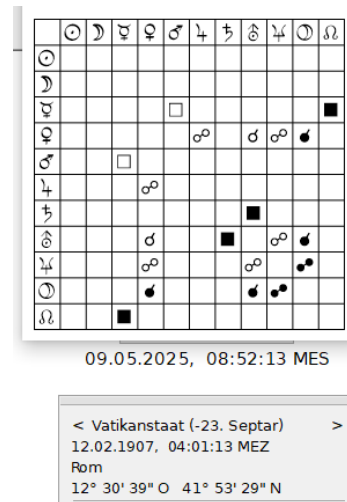 09.05.2025, 08:52:13 MES
< Vatikanstaat (-23. Septar) >
12.02.1907, 04:01:13 MEZ
Rom
12° 30' 39" O 41° 53' 29" N